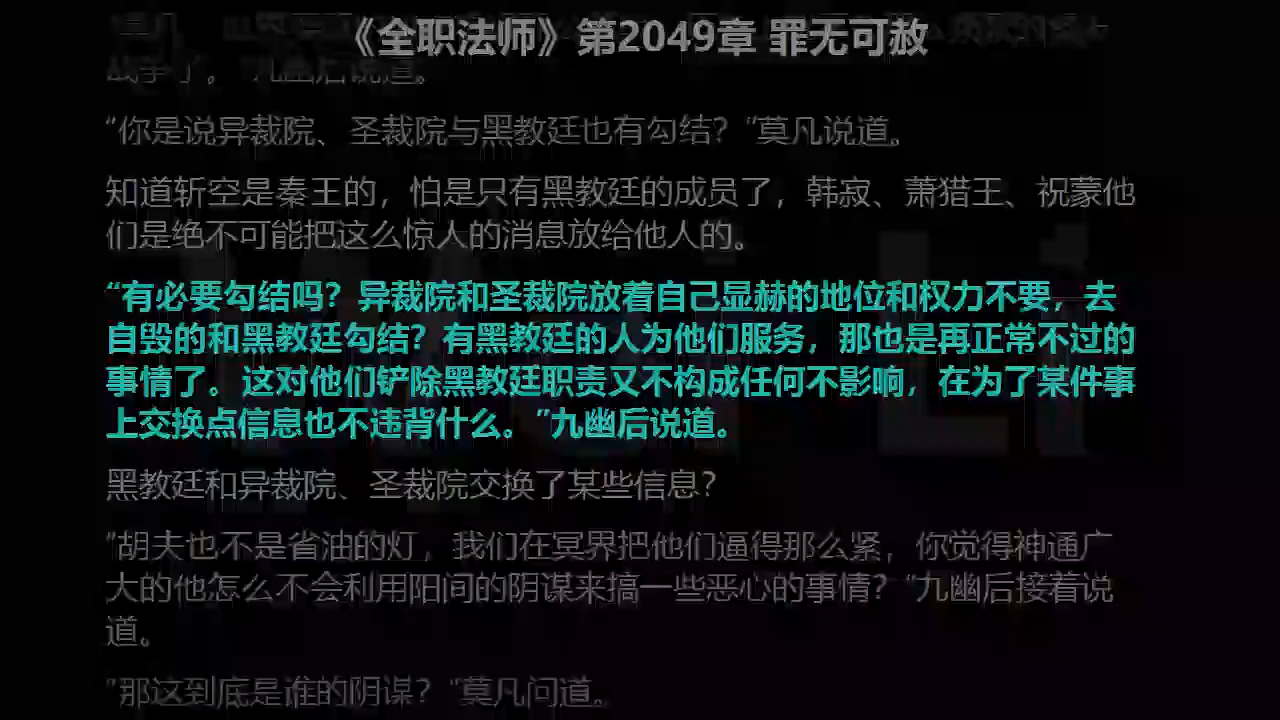 《全职法师》第2049章 罪无可赦
战争了。”九幽后说道。
“你是说异裁院、圣裁院与黑教廷也有勾结？”莫凡说道。
知道斩空是秦王的，怕是只有黑教廷的成员了，韩寂、萧猎王、祝蒙他
们是绝不可能把这么惊人的消息放给他人的。
“有必要勾结吗？异裁院和圣裁院放着自己显赫的地位和权力不要，去
自毁的和黑教廷勾结？有黑教廷的人为他们服务，那也是再正常不过的
事情了。这对他们铲除黑教廷职责又不构成任何不影响，在为了某件事
上交换点信息也不违背什么。”九幽后说道。
黑教廷和异裁院、圣裁院交换了某些信息？
“胡夫也不是省油的灯，我们在冥界把他们逼得那么紧，你觉得神通广
大的他怎么不会利用阳间的阴谋来搞一些恶心的事情？”九幽后接着说
道。
“那这到底是谁的阴谋？”莫凡问道。